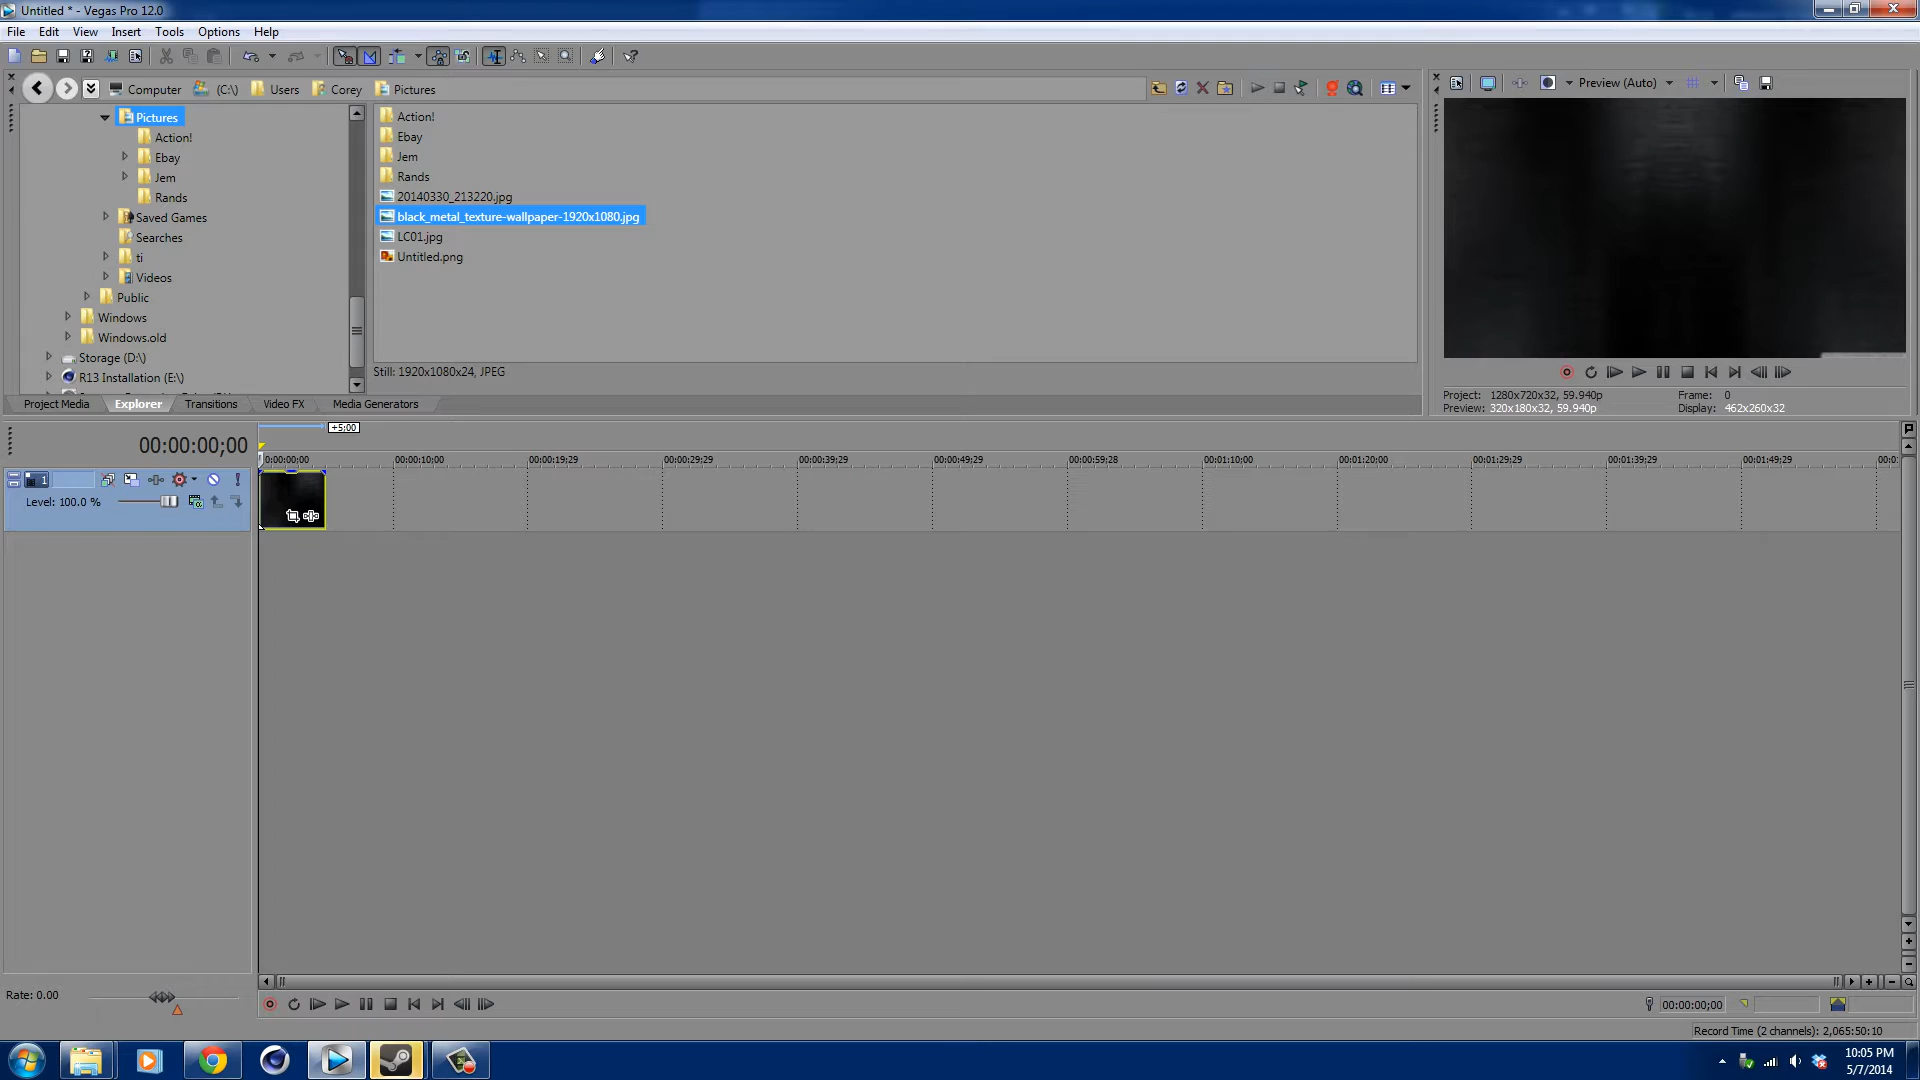 Untitled * - Vegas Pro 12.0
File Edit View Insert Tools Options Help
Computer (C:\) Users Corey Pictures
Preview (Auto)
Pictures
Action!
Ebay
Jem
Rands
Saved Games
Searches
ti
Videos
Public
Windows
Windows.old
Storage (D:\)
R13 Installation (E:\)
Action!
Ebay
Jem
Rands
20140330_213220.jpg
black_metal_texture-wallpaper-1920x1080.jpg
LC01.jpg
Untitled.png
Still: 1920x1080x24, JPEG
Project: 1280x720x32, 59.940p Frame: 0
Preview: 320x180x32, 59.940p Display: 462x260x32
Project Media Explorer Transitions Video FX Media Generators
00:00:00;00
+5:00
0:00:00;00 00:00:10;00 00:00:19;29 00:00:29;29 00:00:39;29 00:00:49;29 00:00:59;28 00:01:10;00 00:01:20;00 00:01:29;29 00:01:39;29 00:01:49;29 00:0
1
Level: 100.0 %
Rate: 0.00
00:00:00;00
Record Time (2 channels): 2,065:50:10
10:05 PM
5/7/2014